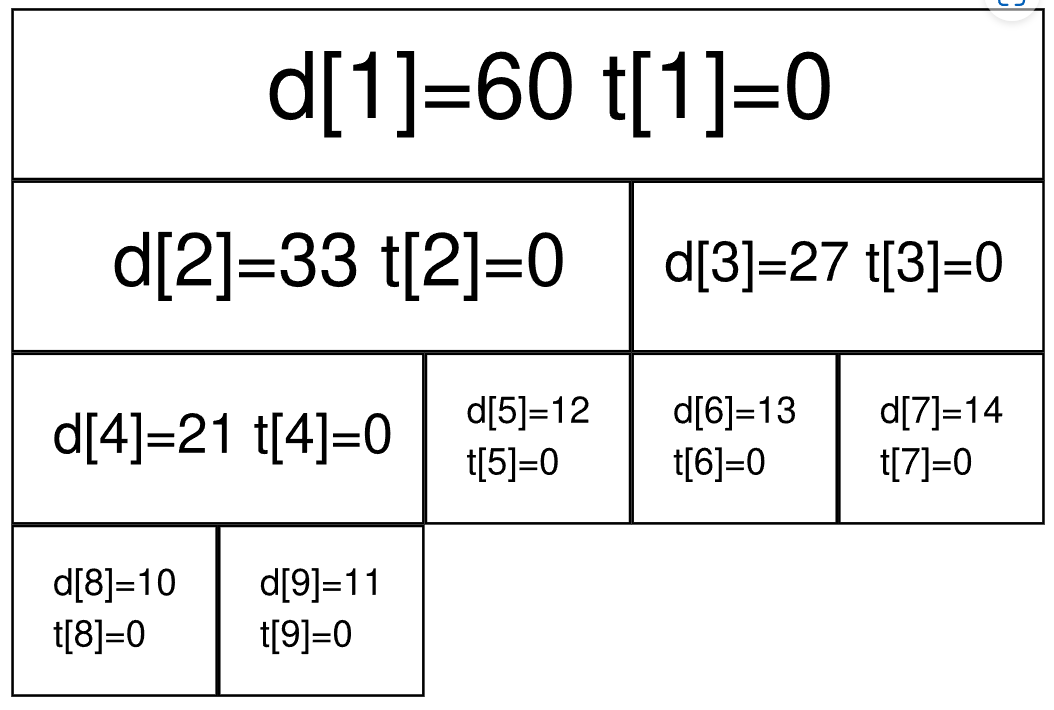 d[1]=60 t[1]=0
d[2]=33 t[2]=0
d[3]=27 t[3]=0
d[4]=21 t[4]=0
d[5]=12
t[5]=0
d[6]=13
t[6]=0
d[7]=14
t[7]=0
d[8]=10
t[8]=0
d[9]=11
t[9]=0